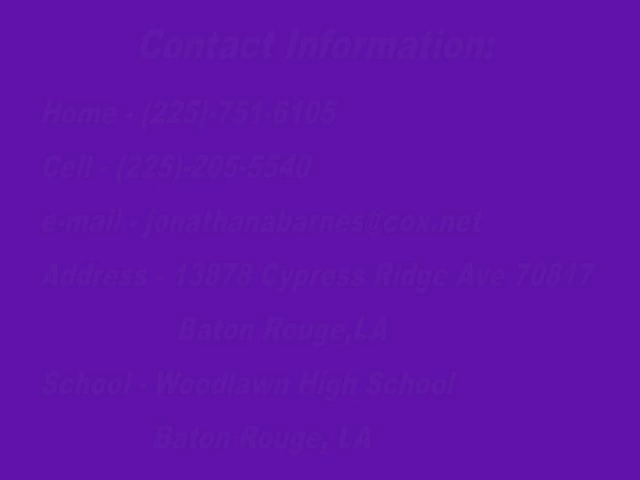 Contact Information:
Home - (225)-751-6105
Cell - (225)-205-5540
e-mail - jonathanabarnes@cox.net
Address - 13878 Cypress Ridge Ave 70817
Baton Rouge,LA
School - Woodlawn High School
Baton Rouge, LA